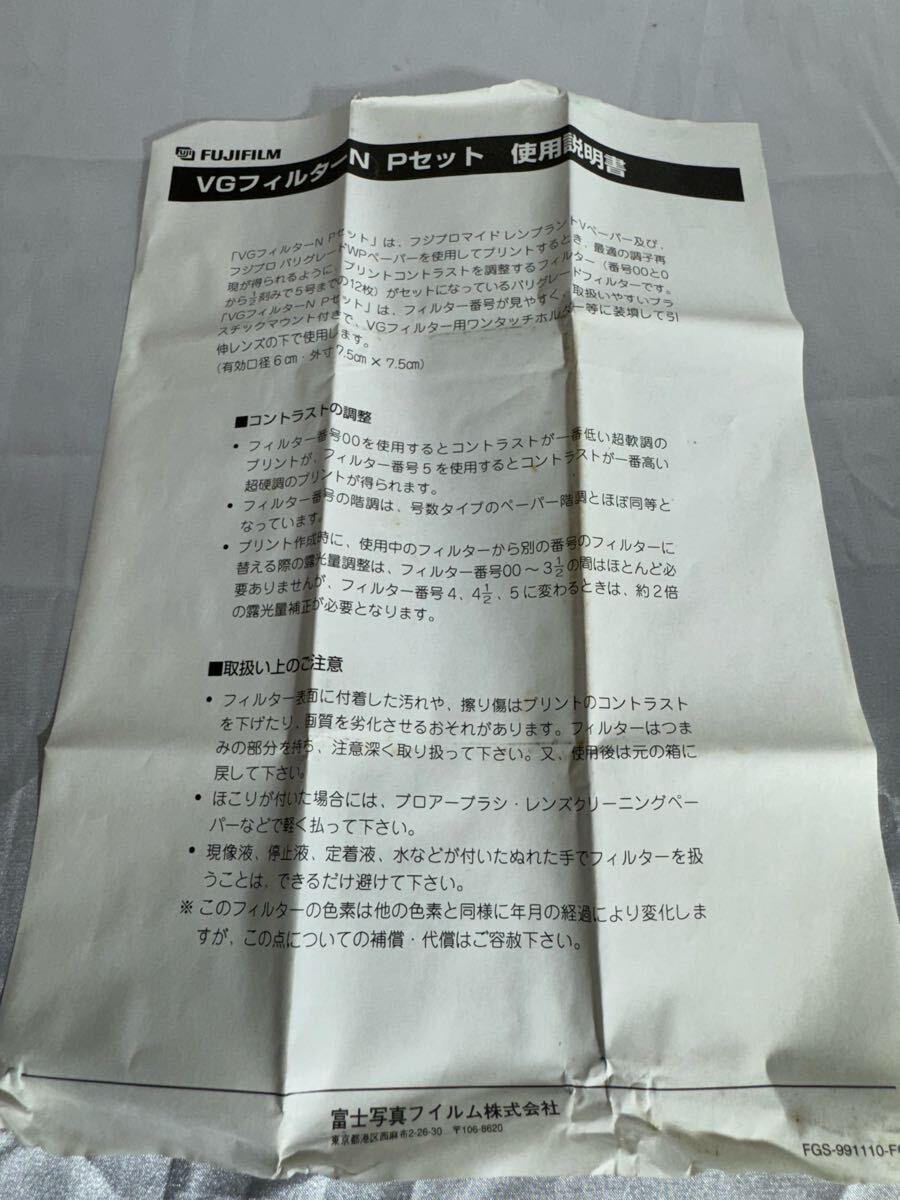 FUJI FUJIFILM
VGフィルターN Pセット 使用説明書
「VGフィルターN Pセット」は、フジプロマイド レンブラントVペーパー及び、
フジプロ バリグレードWPペーパーを使用してプリントするとき、最適の調子再
現が得られるように、プリントコントラストを調整するフィルター（番号00と0
から½刻みで5号までの12枚）がセットになっているバリグレードフィルターです。
「VGフィルターN Pセット」は、フィルター番号が見やすく、取扱いやすいプラ
スチックマウント付きで、VGフィルター用ワンタッチホルダー等に装填して引
伸レンズの下で使用します。
(有効口径6㎝・外寸7.5㎝×7.5㎝)
■コントラストの調整
• フィルター番号00を使用するとコントラストが一番低い超軟調の
プリントが、フィルター番号5を使用するとコントラストが一番高い
超硬調のプリントが得られます。
• フィルター番号の階調は、号数タイプのペーパー階調とほぼ同等と
なっています。
• プリント作成時に、使用中のフィルターから別の番号のフィルターに
替える際の露光量調整は、フィルター番号00～3½の間はほとんど必
要ありませんが、フィルター番号4、4½、5に変わるときは、約2倍
の露光量補正が必要となります。
■取扱い上のご注意
• フィルター表面に付着した汚れや、擦り傷はプリントのコントラスト
を下げたり、画質を劣化させるおそれがあります。フィルターはつま
みの部分を持ち、注意深く取り扱って下さい。又、使用後は元の箱に
戻して下さい。
• ほこりが付いた場合には、ブロアーブラシ・レンズクリーニングペー
パーなどで軽く払って下さい。
• 現像液、停止液、定着液、水などが付いたぬれた手でフィルターを扱
うことは、できるだけ避けて下さい。
※このフィルターの色素は他の色素と同様に年月の経過により変化しま
すが、この点についての補償・代償はご容赦下さい。
富士写真フイルム株式会社
東京都港区西麻布2-26-30 〒106-8620
FGS-991110-F